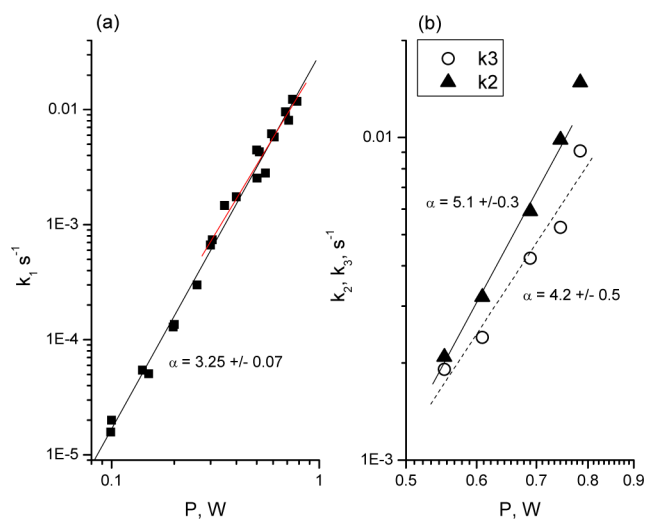 (a)
(b)
k3
k2
0.01
1E-3
1E-4
1E-5
k₁ s⁻¹
α = 3.25 +/- 0.07
0.1
1
P, W
0.01
1E-3
k₂, k₃, s⁻¹
α = 5.1 +/-0.3
α = 4.2 +/- 0.5
0.5
0.6
0.7
0.8
0.9
P, W